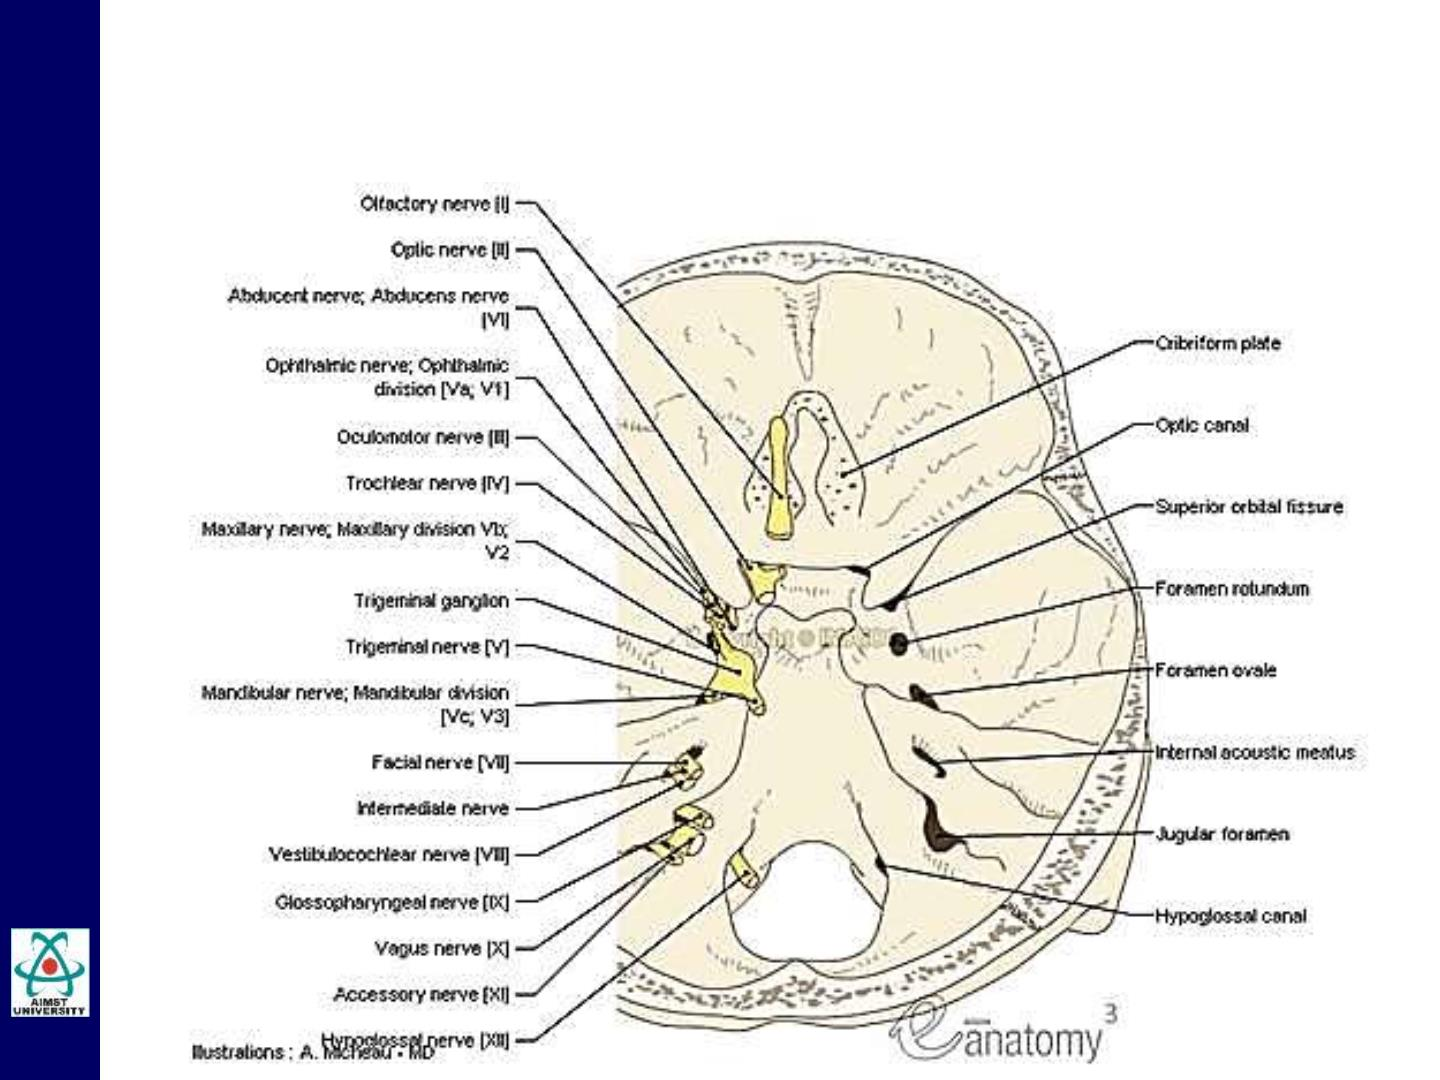 Olfactory nerve [I]
Optic nerve [II]
Abducent nerve; Abducens nerve
[VI]
Ophthalmic nerve; Ophthalmic
division [Va; V1]
Oculomotor nerve [III]
Trochlear nerve [IV]
Maxillary nerve; Maxillary division Vb;
V2
Trigeminal ganglion
Trigeminal nerve [V]
Mandibular nerve; Mandibular division
[Vc; V3]
Facial nerve [VII]
Intermediate nerve
Vestibulocochlear nerve [VIII]
Glossopharyngeal nerve [IX]
Vagus nerve [X]
Accessory nerve [XI]
Hypoglossal nerve [XII]
Illustrations : A. Micheau - MD
Cribriform plate
Optic canal
Superior orbital fissure
Foramen rotundum
Foramen ovale
Internal acoustic meatus
Jugular foramen
Hypoglossal canal
e anatomy
3
AIMST
UNIVERSITY